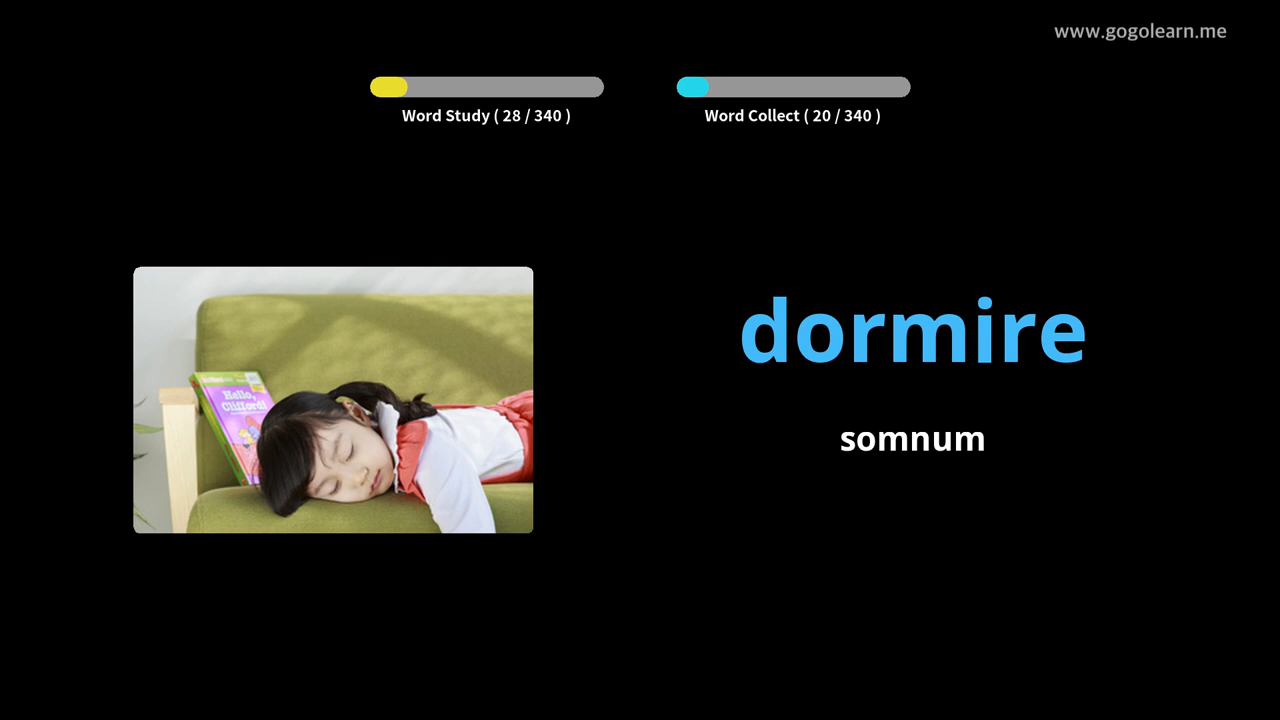 www.gogolearn.me
Word Study ( 28 / 340 )
Word Collect ( 20 / 340 )
dormire
somnum
Hello,
Clifford!